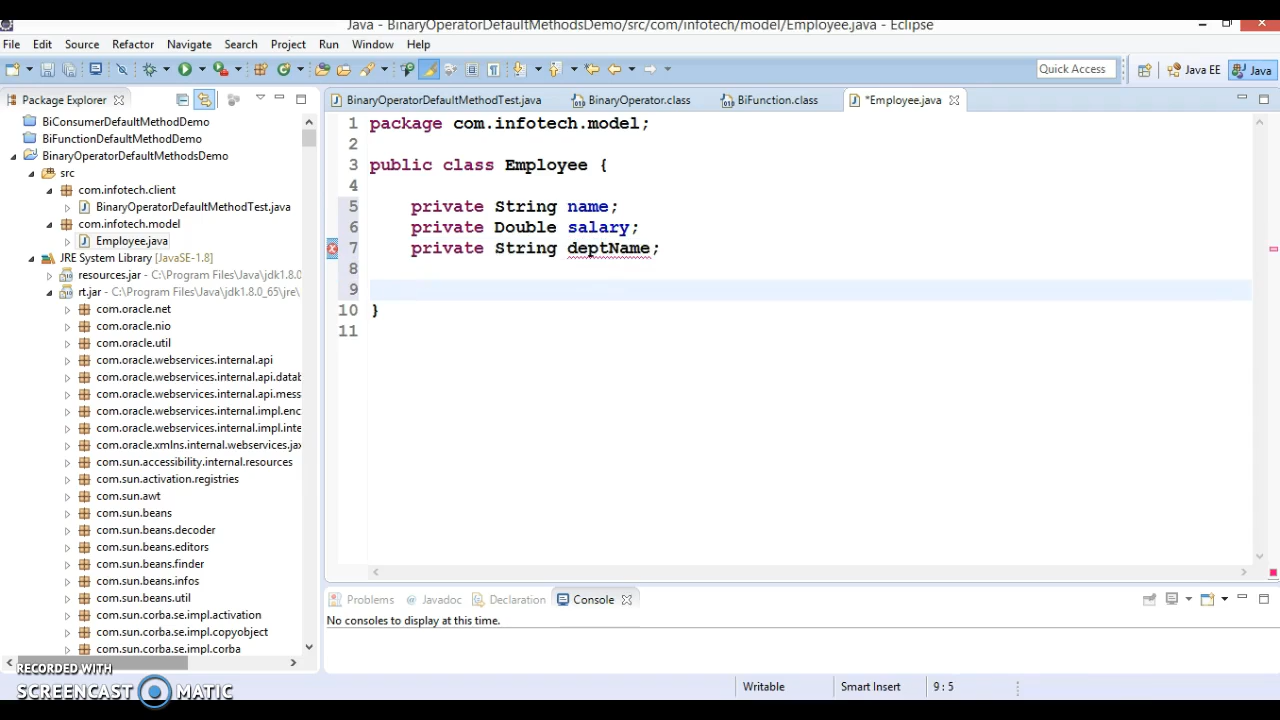 Java - BinaryOperatorDefaultMethodsDemo/src/com/infotech/model/Employee.java - Eclipse
File Edit Source Refactor Navigate Search Project Run Window Help
Quick Access
Java EE
Java
Package Explorer
BinaryOperatorDefaultMethodTest.java
BinaryOperator.class
BiFunction.class
*Employee.java
BiConsumerDefaultMethodDemo
BiFunctionDefaultMethodDemo
BinaryOperatorDefaultMethodsDemo
src
com.infotech.client
BinaryOperatorDefaultMethodTest.java
com.infotech.model
Employee.java
JRE System Library [JavaSE-1.8]
resources.jar - C:\Program Files\Java\jdk1.8.0
rt.jar - C:\Program Files\Java\jdk1.8.0_65\jre\
com.oracle.net
com.oracle.nio
com.oracle.util
com.oracle.webservices.internal.api
com.oracle.webservices.internal.api.datab
com.oracle.webservices.internal.api.mess
com.oracle.webservices.internal.impl.enc
com.oracle.webservices.internal.impl.inte
com.oracle.xmlns.internal.webservices.jax
com.sun.accessibility.internal.resources
com.sun.activation.registries
com.sun.awt
com.sun.beans
com.sun.beans.decoder
com.sun.beans.editors
com.sun.beans.finder
com.sun.beans.infos
com.sun.beans.util
com.sun.corba.se.impl.activation
com.sun.corba.se.impl.copyobject
com.sun.corba.se.impl.corba
1 package com.infotech.model;
2
3 public class Employee {
4
5 private String name;
6 private Double salary;
7 private String deptName;
8
9
10 }
11
Problems
@ Javadoc
Declaration
Console
No consoles to display at this time.
Writable
Smart Insert
9 : 5
RECORDED WITH
SCREENCAST MATIC